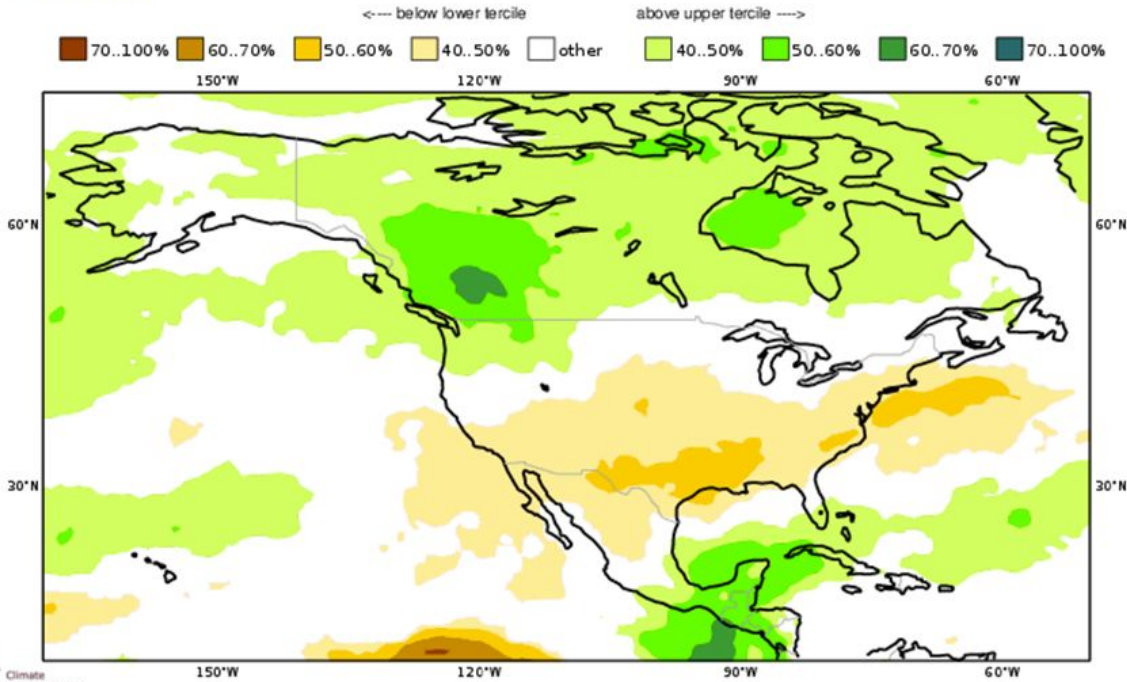 <---- below lower tercile above upper tercile ---->
70..100% 60..70% 50..60% 40..50% other 40..50% 50..60% 60..70% 70..100%
150°W 120°W 90°W 60°W
60°N 60°N
30°N 30°N
150°W 120°W 90°W 60°W
Climate